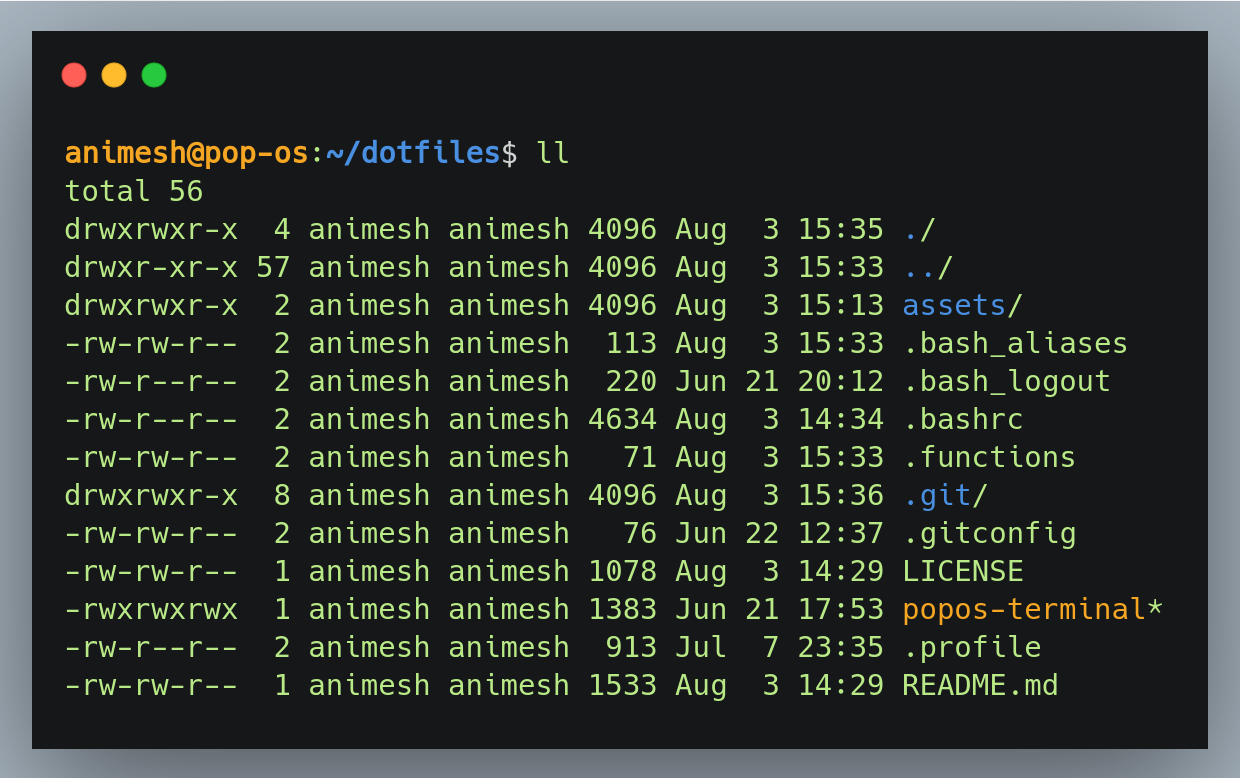 animesh@pop-os:~/dotfiles$ ll
total 56
drwxrwxr-x  4 animesh animesh 4096 Aug  3 15:35 ./
drwxr-xr-x 57 animesh animesh 4096 Aug  3 15:33 ../
drwxrwxr-x  2 animesh animesh 4096 Aug  3 15:13 assets/
-rw-rw-r--  2 animesh animesh  113 Aug  3 15:33 .bash_aliases
-rw-r--r--  2 animesh animesh  220 Jun 21 20:12 .bash_logout
-rw-r--r--  2 animesh animesh 4634 Aug  3 14:34 .bashrc
-rw-rw-r--  2 animesh animesh   71 Aug  3 15:33 .functions
drwxrwxr-x  8 animesh animesh 4096 Aug  3 15:36 .git/
-rw-rw-r--  2 animesh animesh   76 Jun 22 12:37 .gitconfig
-rw-rw-r--  1 animesh animesh 1078 Aug  3 14:29 LICENSE
-rwxrwxrwx  1 animesh animesh 1383 Jun 21 17:53 popos-terminal*
-rw-r--r--  2 animesh animesh  913 Jul  7 23:35 .profile
-rw-rw-r--  1 animesh animesh 1533 Aug  3 14:29 README.md